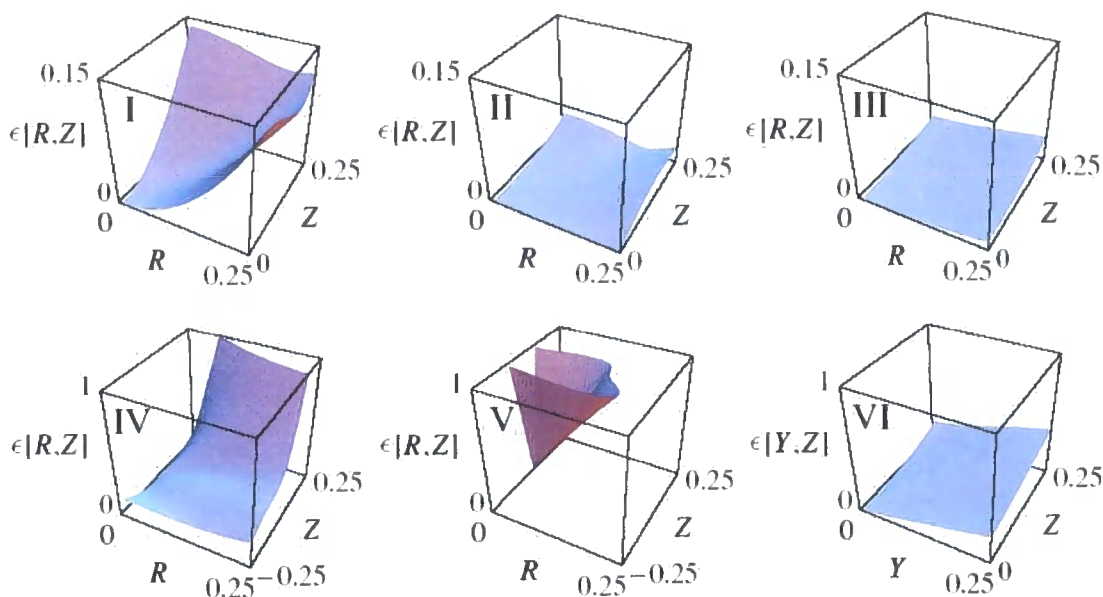 0.15 I ϵ|R,Z| 0 0 R 0.25 0 Z 0.25
0.15 II ϵ|R,Z| 0 0 R 0.25 0 Z 0.25
0.15 III ϵ|R,Z| 0 0 R 0.25 0 Z 0.25
1 IV ϵ|R,Z| 0 0 R 0.25 −0.25 Z 0.25
1 V ϵ|R,Z| 0 0 R 0.25 −0.25 Z 0.25
1 VI ϵ|Y,Z| 0 0 Y 0.25 0 Z 0.25